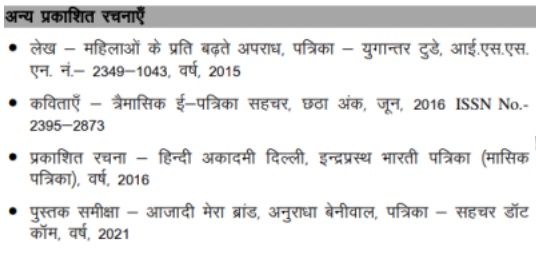 अन्य प्रकाशित रचनाएँ
• लेख – महिलाओं के प्रति बढ़ते अपराध, पत्रिका – युगान्तर टुडे, आई.एस.एस.
एन. नं.– 2349–1043, वर्ष, 2015
• कविताएँ – त्रैमासिक ई–पत्रिका सहचर, छठा अंक, जून, 2016 ISSN No.-
2395–2873
• प्रकाशित रचना – हिन्दी अकादमी दिल्ली, इन्द्रप्रस्थ भारती पत्रिका (मासिक
पत्रिका), वर्ष, 2016
• पुस्तक समीक्षा – आजादी मेरा ब्रांड, अनुराधा बेनीवाल, पत्रिका – सहचर डॉट
कॉम, वर्ष, 2021